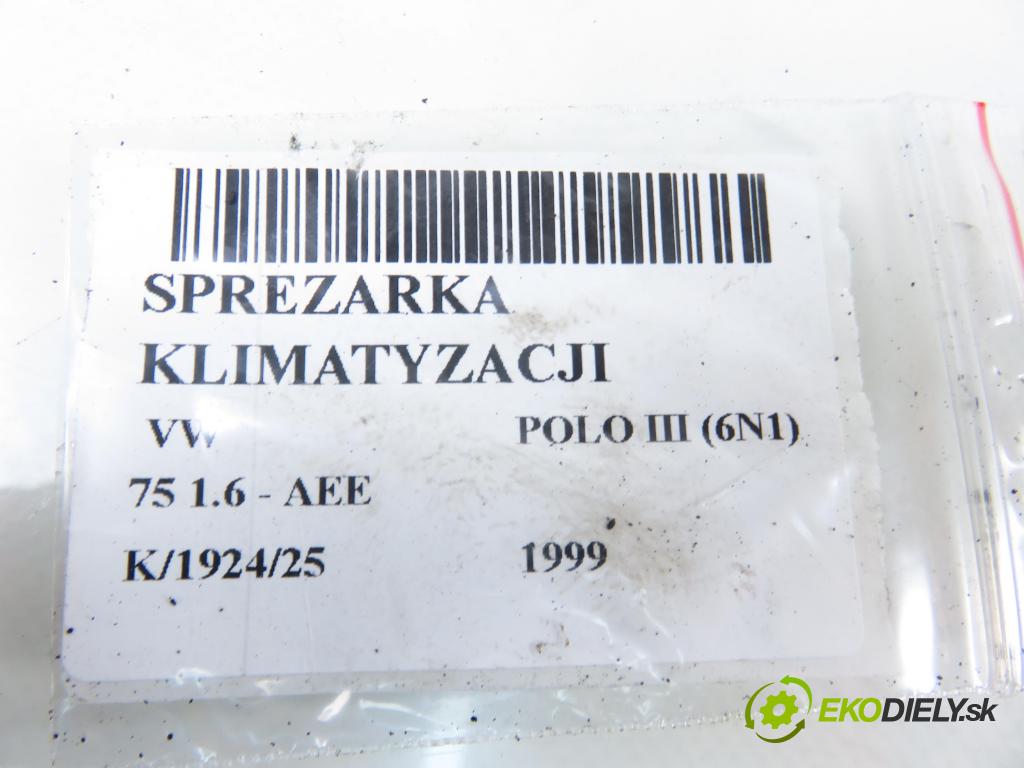 SPREZARKA
KLIMATYZACJI
VW POLO III (6N1)
75 1.6 - AEE
K/1924/25 1999
EKODIELY.sk